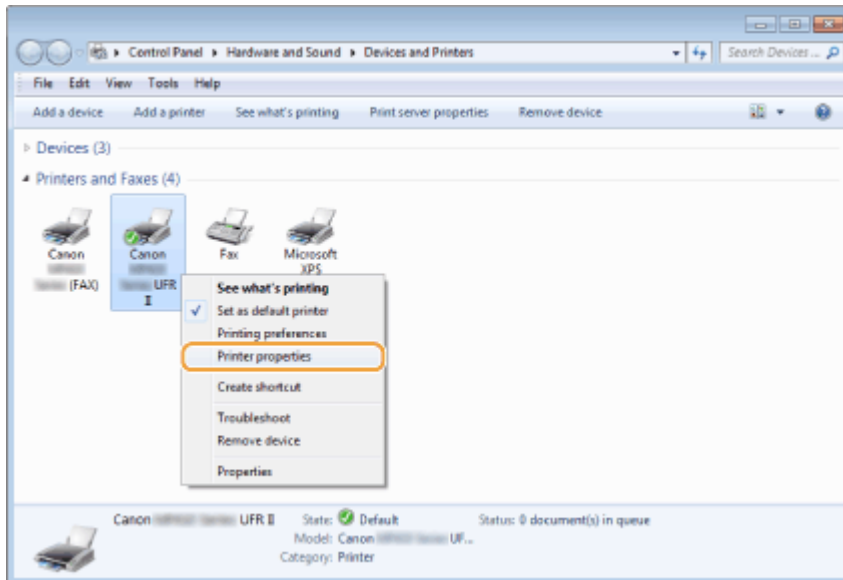 Control Panel Hardware and Sound Devices and Printers Search Devices ...
File Edit View Tools Help
Add a device Add a printer See what's printing Print server properties Remove device
Devices (3)
Printers and Faxes (4)
Canon
(FAX)
Canon
UFR
II
Fax
Microsoft
XPS
See what's printing
Set as default printer
Printing preferences
Printer properties
Create shortcut
Troubleshoot
Remove device
Properties
Canon UFR II State: Default Status: 0 document(s) in queue
Model: Canon UF...
Category: Printer